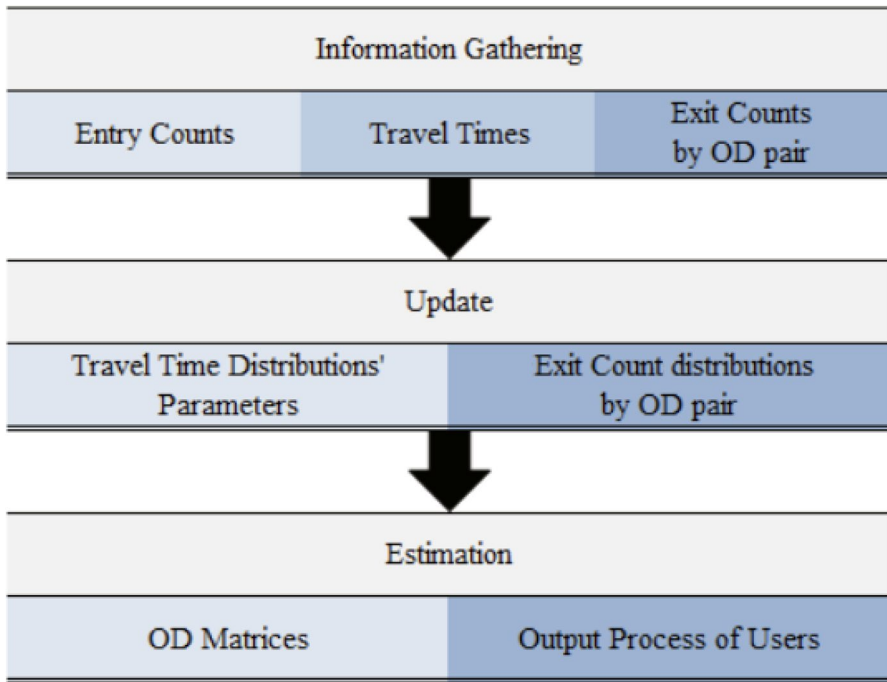 Information Gathering
Entry Counts
Travel Times
Exit Counts
by OD pair
Update
Travel Time Distributions'
Parameters
Exit Count distributions
by OD pair
Estimation
OD Matrices
Output Process of Users